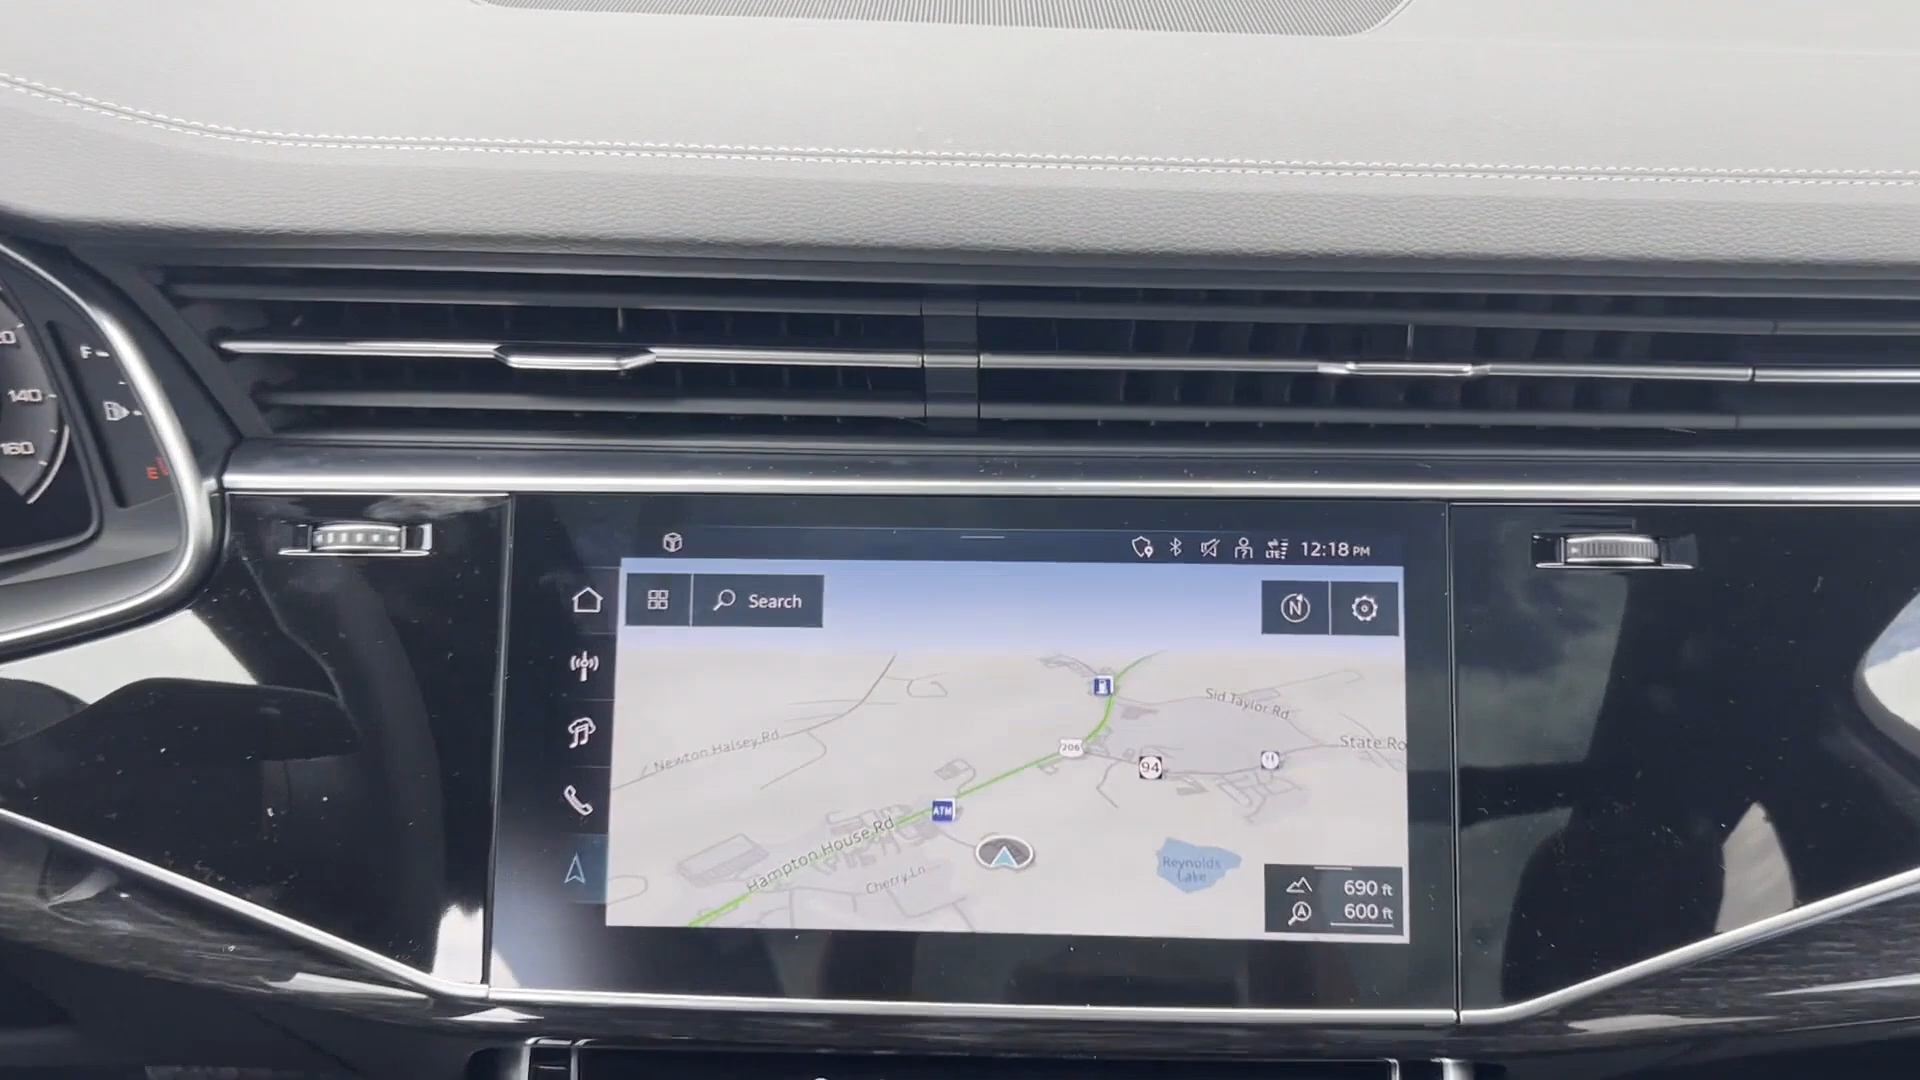 F
140
160
E
LTE 12:18 PM
Search
N
Sid Taylor Rd
Newton Halsey Rd
206
State Ro
94
ATM
Hampton House Rd
Cherry Ln
Reynolds
Lake
690 ft
600 ft